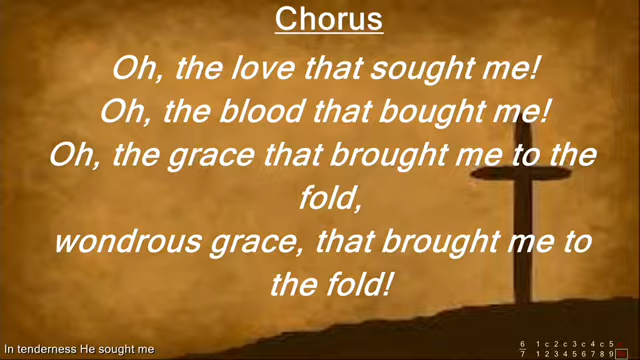 Chorus
Oh, the love that sought me!
Oh, the blood that bought me!
Oh, the grace that brought me to the
fold,
wondrous grace, that brought me to
the fold!
In tenderness He sought me
6 1 c 2 c 3 c 4 c 5
7 1 2 3 4 5 6 7 8 9